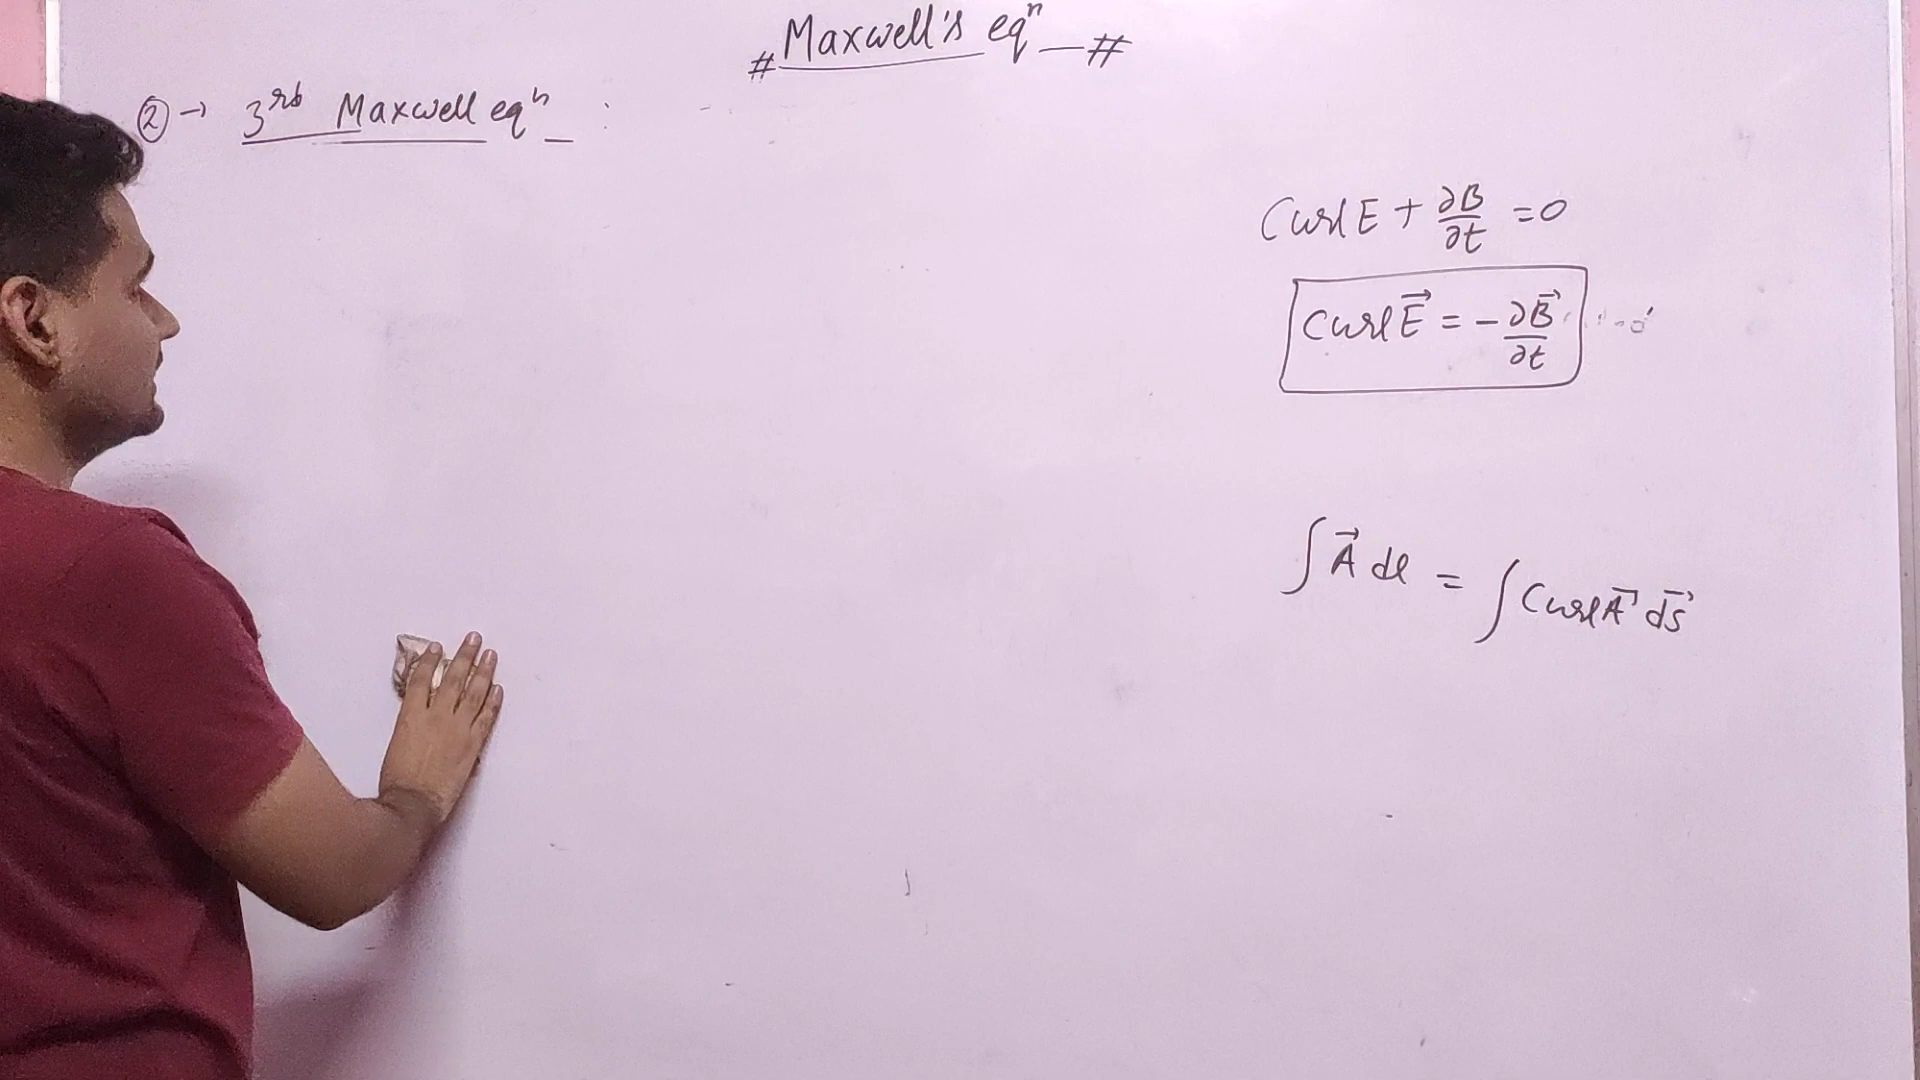 # Maxwell's eqⁿ #
② → 3rd Maxwell eqⁿ :
Curl E + ∂B/∂t = 0
Curl E⃗ = -∂B⃗/∂t
∫ A⃗ dl = ∫ Curl A⃗ ds⃗